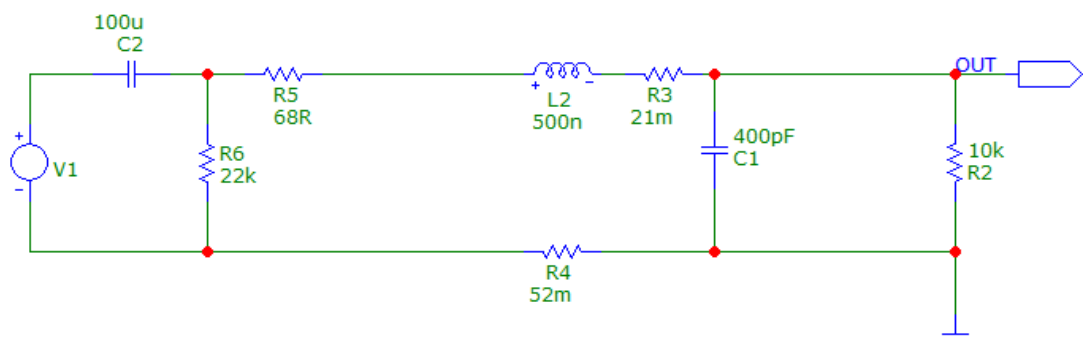 100u
C2
V1
R6
22k
R5
68R
L2
500n
R3
21m
400pF
C1
OUT
10k
R2
R4
52m